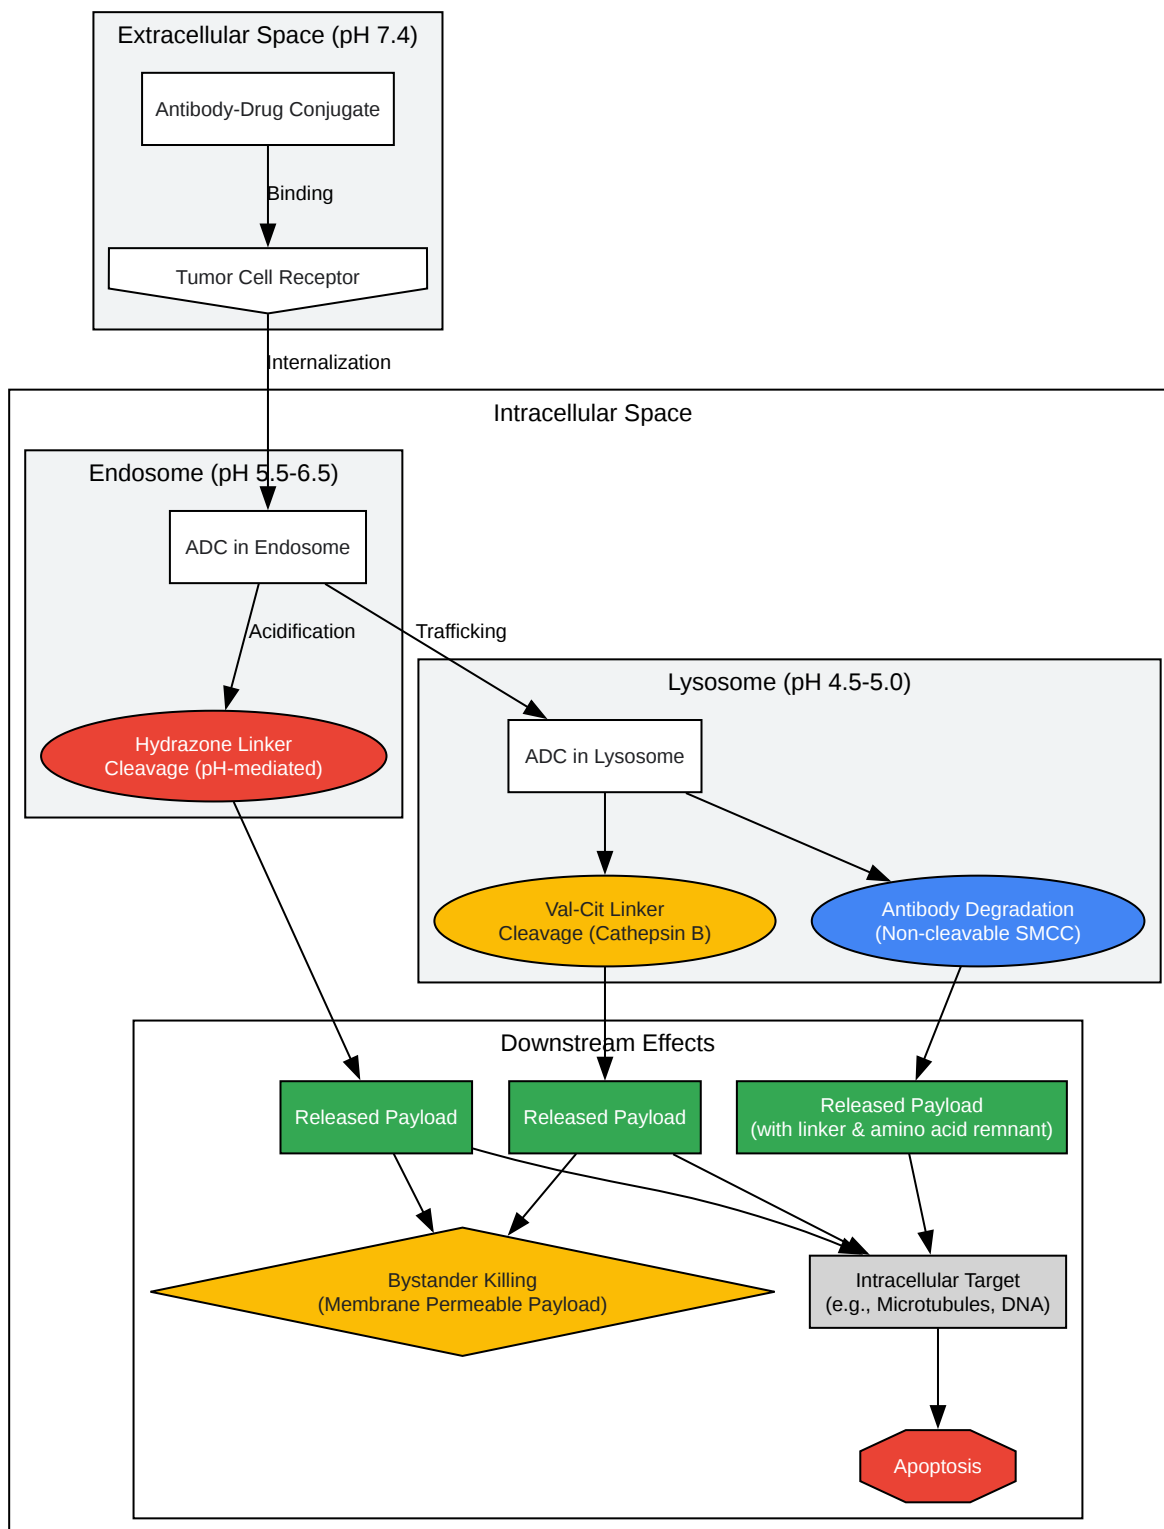 Extracellular Space (pH 7.4)
Antibody-Drug Conjugate
Binding
Tumor Cell Receptor
Internalization
Intracellular Space
Endosome (pH 5.5-6.5)
ADC in Endosome
Acidification
Trafficking
Hydrazone Linker
Cleavage (pH-mediated)
Lysosome (pH 4.5-5.0)
ADC in Lysosome
Val-Cit Linker
Cleavage (Cathepsin B)
Antibody Degradation
(Non-cleavable SMCC)
Downstream Effects
Released Payload
Released Payload
Released Payload
(with linker & amino acid remnant)
Bystander Killing
(Membrane Permeable Payload)
Intracellular Target
(e.g., Microtubules, DNA)
Apoptosis